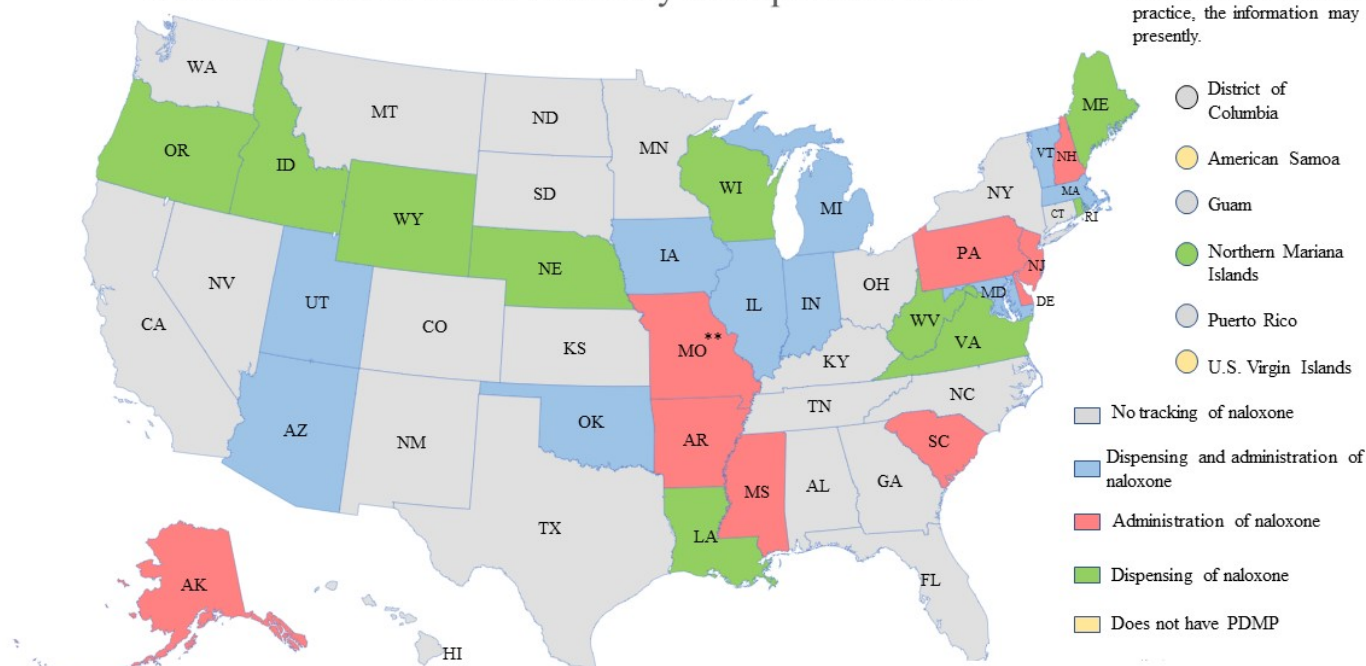 practice, the information may
presently.
WA
MT
ND
MN
OR
ID
WY
SD
WI
MI
NY
VT
NH
ME
MA
CT
RI
NV
UT
CA
CO
NE
IA
IL
IN
OH
PA
NJ
MD
DE
WV
VA
KS
MO**
KY
NC
TN
AZ
NM
OK
AR
SC
MS
AL
GA
TX
LA
FL
AK
HI
District of
Columbia
American Samoa
Guam
Northern Mariana
Islands
Puerto Rico
U.S. Virgin Islands
No tracking of naloxone
Dispensing and administration of
naloxone
Administration of naloxone
Dispensing of naloxone
Does not have PDMP